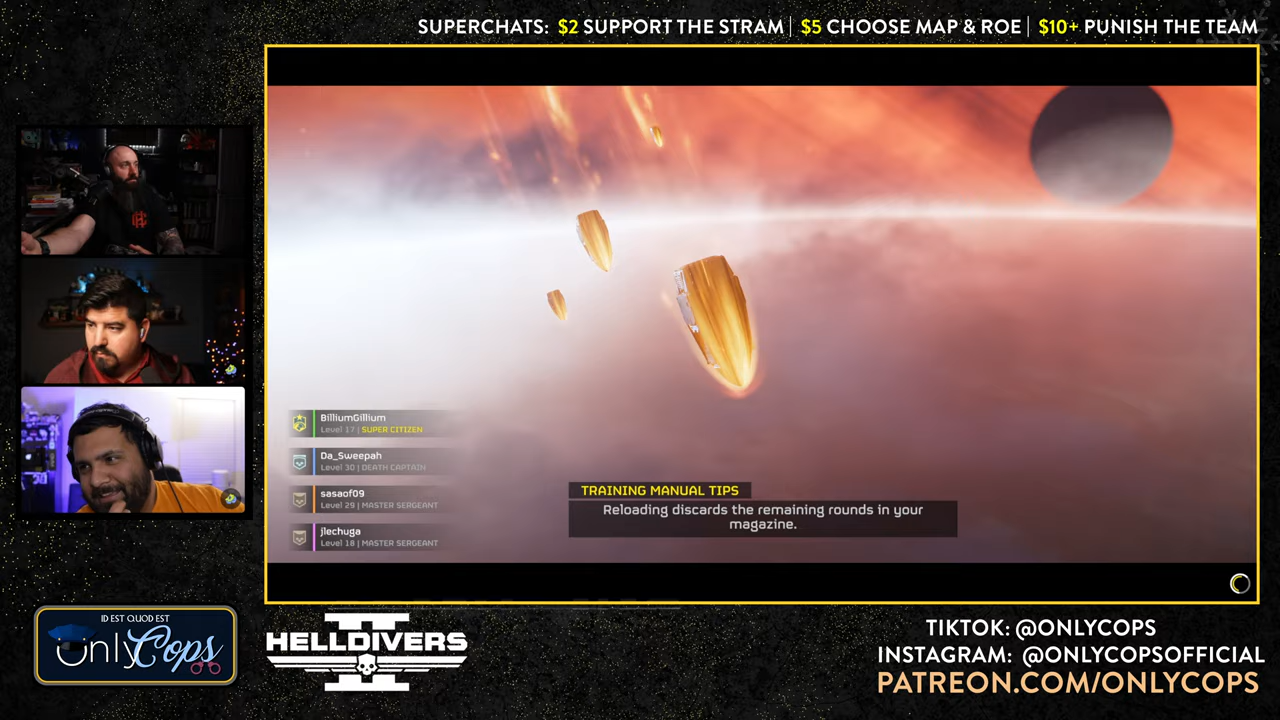 SUPERCHATS: $2 SUPPORT THE STRAM | $5 CHOOSE MAP & ROE | $10+ PUNISH THE TEAM
BilliumGillium
Level 17 | SUPER CITIZEN
Da_Sweepah
Level 30 | DEATH CAPTAIN
sasaof09
Level 29 | MASTER SERGEANT
jlechuga
Level 18 | MASTER SERGEANT
TRAINING MANUAL TIPS
Reloading discards the remaining rounds in your
magazine.
ID EST QUOD EST
OnlyCops
HELLDIVERS
II
TIKTOK: @ONLYCOPS
INSTAGRAM: @ONLYCOPSOFFICIAL
PATREON.COM/ONLYCOPS